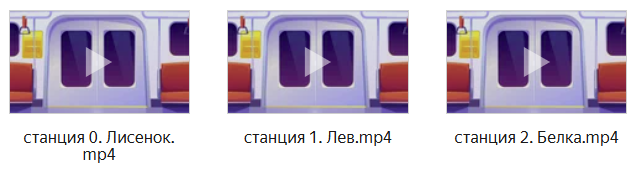 станция 0. Лисенок.
mp4
станция 1. Лев.mp4
станция 2. Белка.mp4